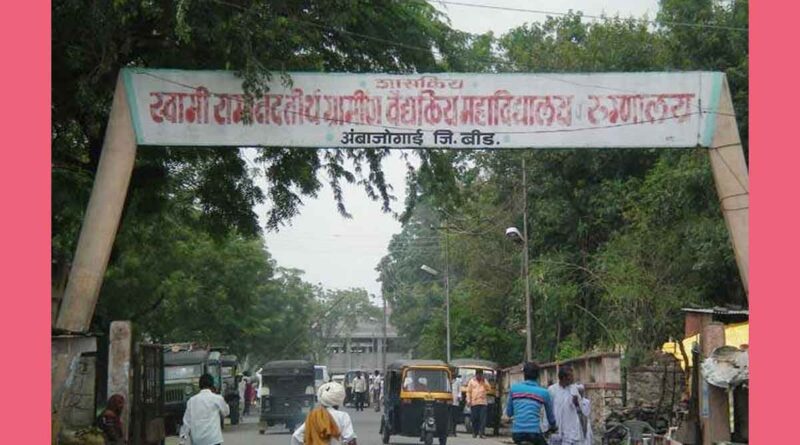 शासकिय
स्वामी रामानंदतीर्थ ग्रामीण वैद्यकिय महाविद्यालय व रुग्णालय
अंबाजोगाई जि. बीड.